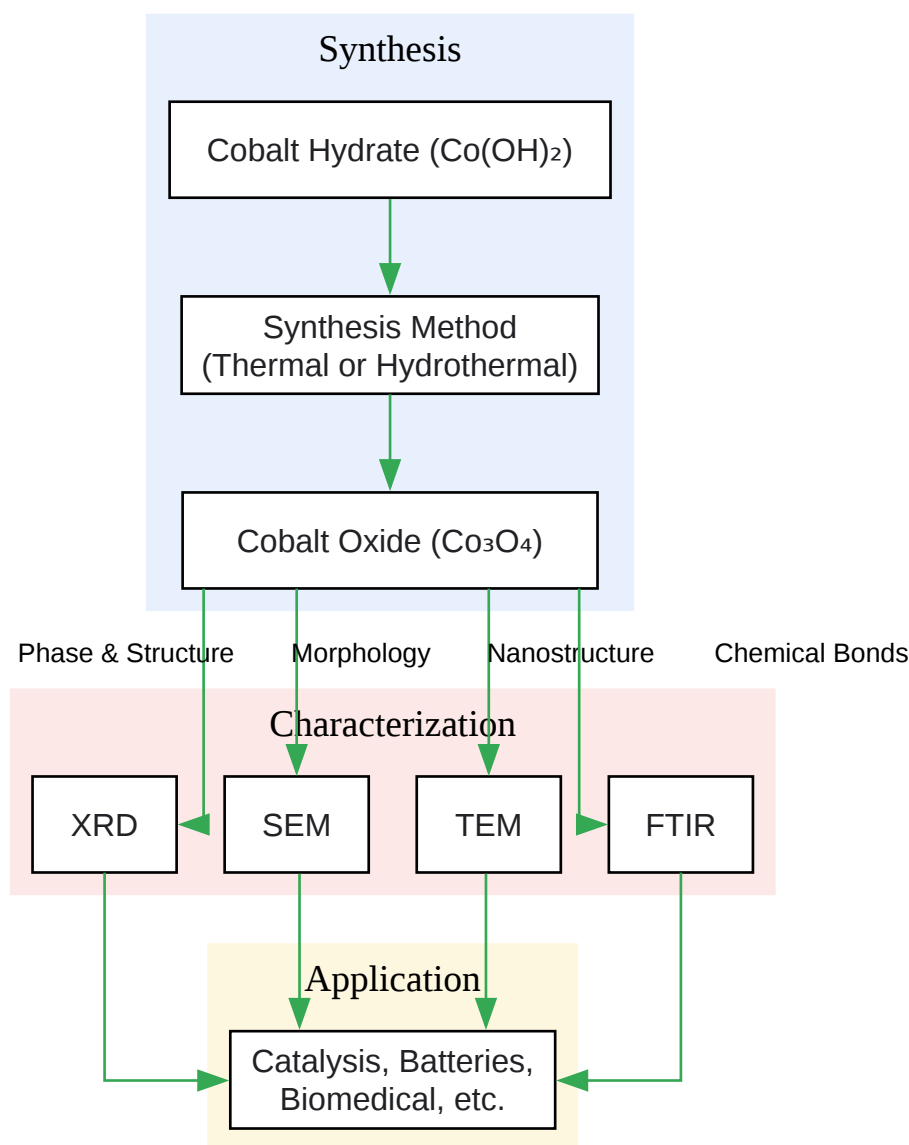 Synthesis
Cobalt Hydrate (Co(OH)₂)
Synthesis Method
(Thermal or Hydrothermal)
Cobalt Oxide (Co₃O₄)
Phase & Structure
Morphology
Nanostructure
Chemical Bonds
Characterization
XRD
SEM
TEM
FTIR
Application
Catalysis, Batteries,
Biomedical, etc.